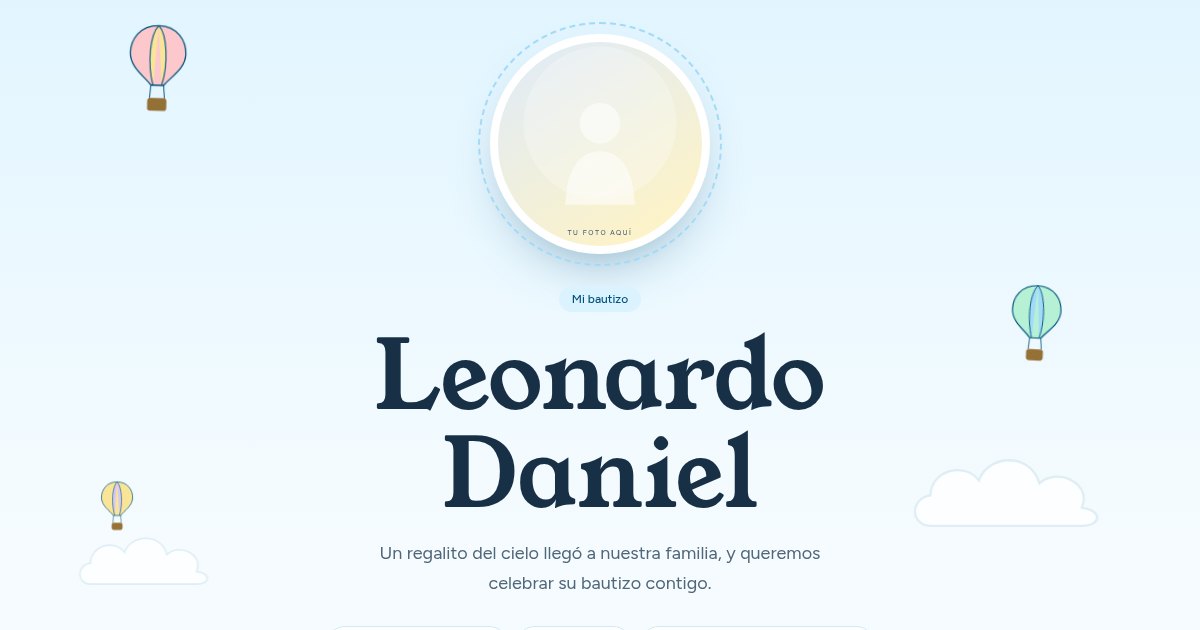 TU FOTO AQUÍ
Mi bautizo
Leonardo
Daniel
Un regalito del cielo llegó a nuestra familia, y queremos
celebrar su bautizo contigo.